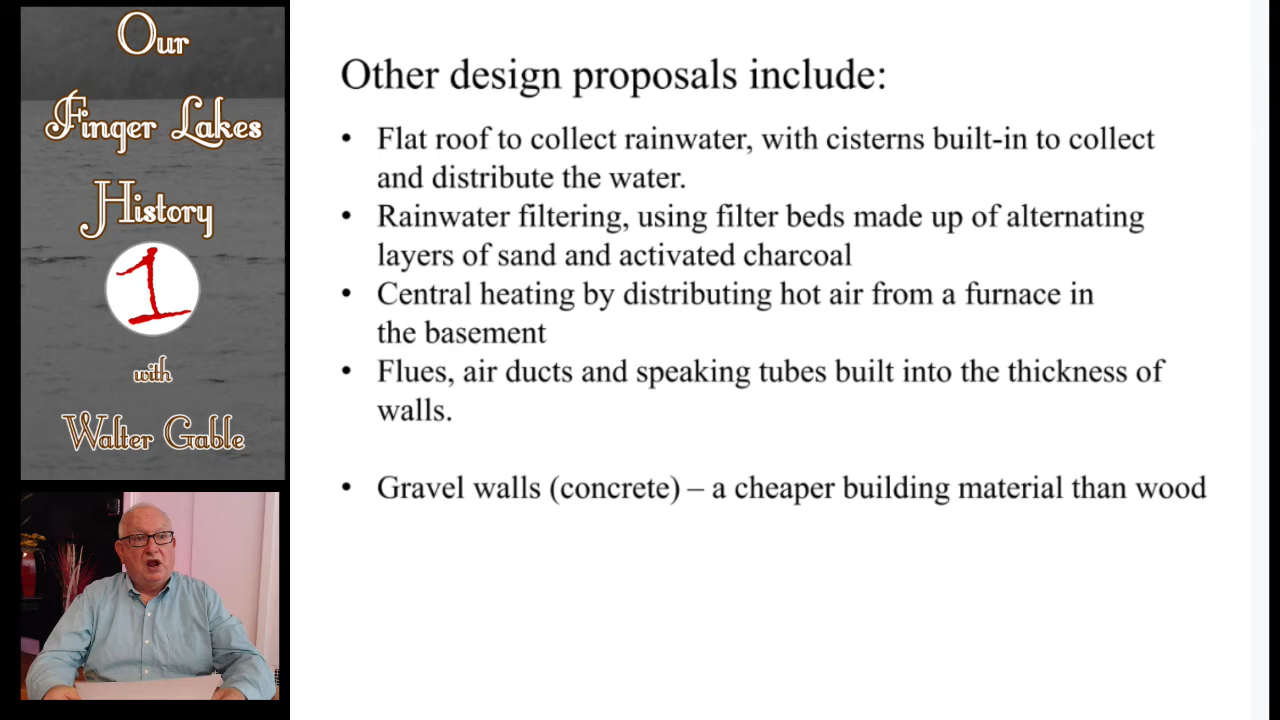 Our
Finger Lakes
History
1
with
Walter Gable
Other design proposals include:
• Flat roof to collect rainwater, with cisterns built-in to collect
and distribute the water.
• Rainwater filtering, using filter beds made up of alternating
layers of sand and activated charcoal
• Central heating by distributing hot air from a furnace in
the basement
• Flues, air ducts and speaking tubes built into the thickness of
walls.
• Gravel walls (concrete) – a cheaper building material than wood